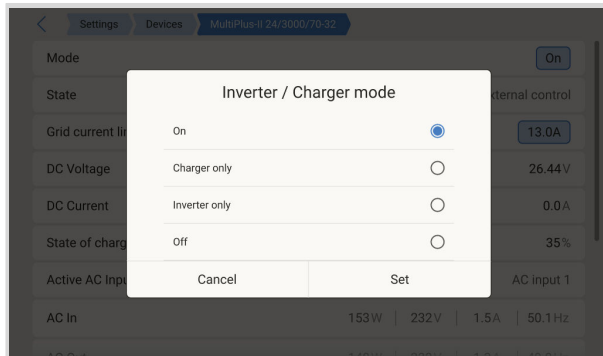 Settings Devices MultiPlus-II 24/3000/70-32
Mode On
Inverter / Charger mode
State xternal control
On
Grid current lin 13.0A
Charger only
DC Voltage 26.44V
Inverter only
DC Current 0.0A
Off
State of charg 35%
Cancel Set
Active AC Inpu AC input 1
AC In 153W 232V 1.5A 50.1Hz